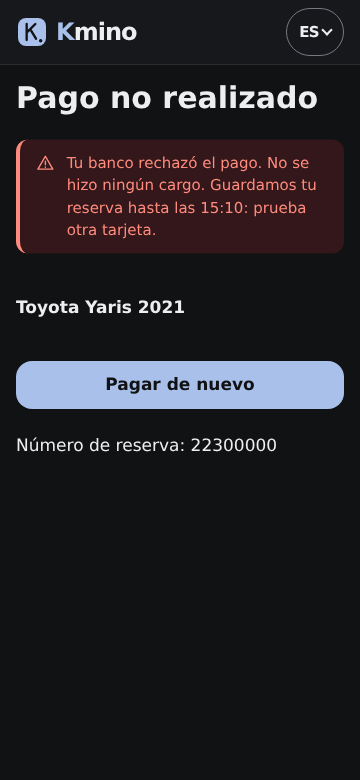 K. Kmino
ES
Pago no realizado
Tu banco rechazó el pago. No se
hizo ningún cargo. Guardamos tu
reserva hasta las 15:10: prueba
otra tarjeta.
Toyota Yaris 2021
Pagar de nuevo
Número de reserva: 22300000